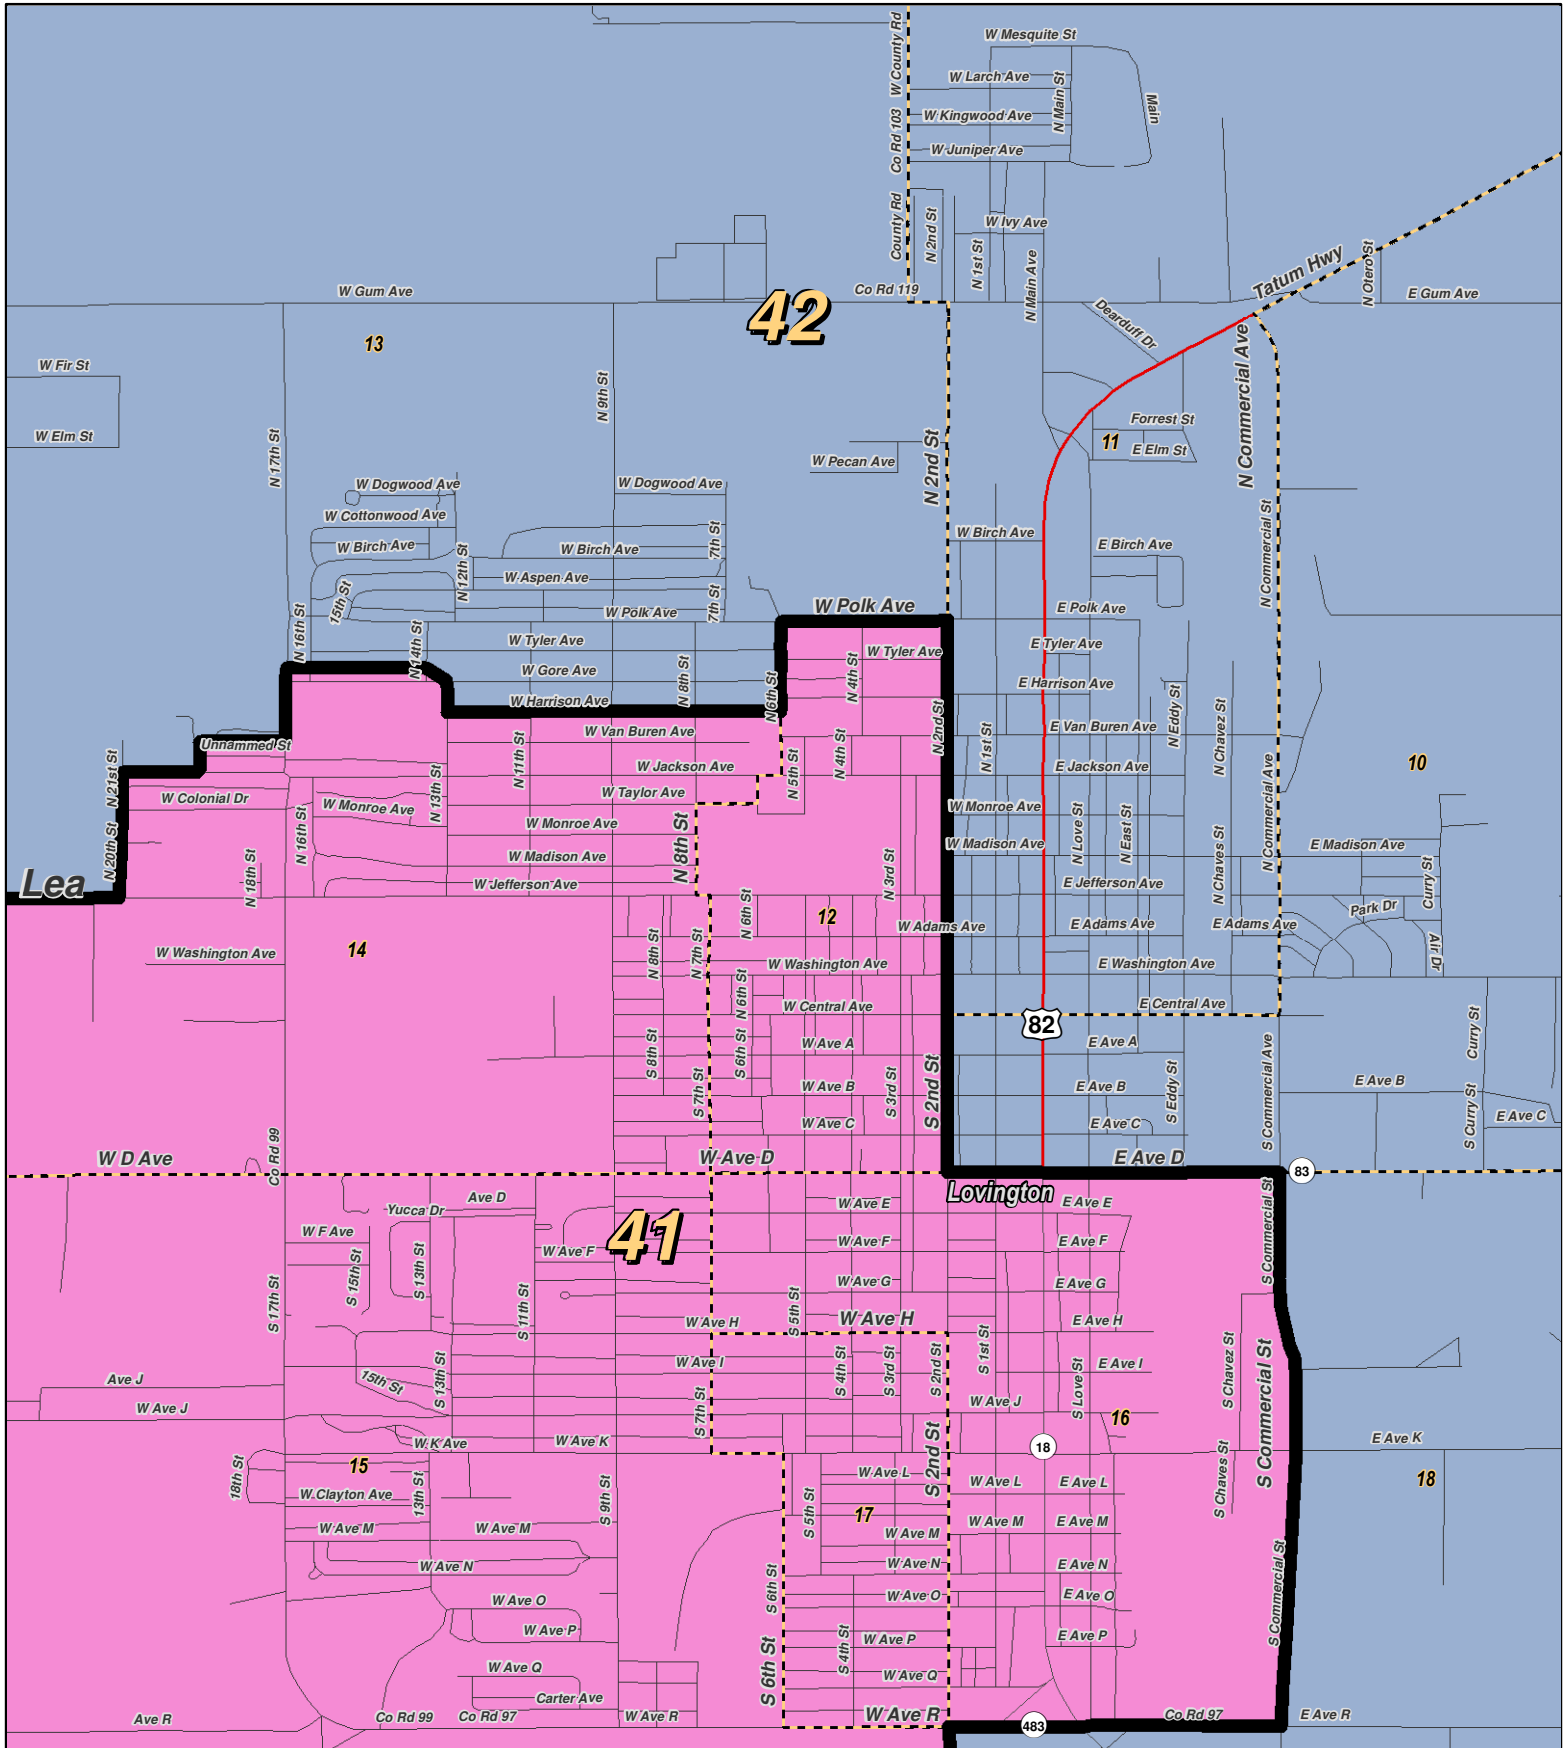 W County Rd
Co Rd 103
County Rd
W Mesquite St
W Larch Ave
N Main St
Main
W Kingwood Ave
W Juniper Ave
N 2nd St
W Ivy Ave
N 1st St
N Main Ave
Tatum Hwy
N Otero St
W Gum Ave
Co Rd 119
E Gum Ave
42
13
Dearduff Dr
N Commercial Ave
W Fir St
N 9th St
W Elm St
N 17th St
Forrest St
11
E Elm St
W Pecan Ave
N 2nd St
W Dogwood Ave
W Dogwood Ave
W Cottonwood Ave
W Birch Ave
W Birch Ave
7th St
W Birch Ave
E Birch Ave
N Commercial St
N 12th St
W Aspen Ave
15th St
W Polk Ave
7th St
W Polk Ave
E Polk Ave
N 16th St
N 14th St
W Tyler Ave
W Tyler Ave
E Tyler Ave
W Gore Ave
N 8th St
N 4th St
E Harrison Ave
W Harrison Ave
N 6th St
N 2nd St
N Eddy St
W Van Buren Ave
E Van Buren Ave
Unnammed St
N 21st St
N 11th St
N 1st St
N Chavez St
W Jackson Ave
N 5th St
N 4th St
E Jackson Ave
10
W Colonial Dr
N 13th St
W Taylor Ave
W Monroe Ave
W Monroe Ave
N Commercial Ave
N 20th St
N 16th St
W Monroe Ave
N 8th St
W Madison Ave
N Love St
N East St
E Madison Ave
W Madison Ave
Lea
N 18th St
W Jefferson Ave
N 3rd St
E Jefferson Ave
N Chaves St
Curry St
12
N 6th St
W Adams Ave
E Adams Ave
E Adams Ave
Park Dr
14
W Washington Ave
N 8th St
N 7th St
W Washington Ave
E Washington Ave
Air Dr
N 6th St
W Central Ave
E Central Ave
82
W Ave A
E Ave A
Curry St
S 8th St
S 6th St
S 7th St
W Ave B
S 3rd St
S 2nd St
E Ave B
S Eddy St
S Commercial Ave
E Ave B
W Ave C
E Ave C
S Curry St
E Ave C
W D Ave
Co Rd 99
W Ave D
E Ave D
83
Lovington
Ave D
Yucca Dr
W Ave E
E Ave E
S Commercial St
W F Ave
41
W Ave F
W Ave F
E Ave F
S 15th St
S 13th St
W Ave G
E Ave G
S 17th St
S 11th St
W Ave H
S 5th St
W Ave H
E Ave H
S 1st St
W Ave I
E Ave I
S Chavez St
S Commercial St
Ave J
15th St
S 13th St
S 4th St
S 3rd St
S 2nd St
S Love St
W Ave J
S 7th St
W Ave J
16
W K Ave
W Ave K
18
E Ave K
18th St
15
S 2nd St
W Ave L
W Ave L
E Ave L
S Chaves St
18
W Clayton Ave
13th St
S 9th St
S 5th St
17
W Ave M
W Ave M
W Ave M
W Ave M
E Ave M
W Ave N
W Ave N
E Ave N
S 6th St
W Ave O
W Ave O
E Ave O
S Commercial St
W Ave P
S 4th St
W Ave P
E Ave P
S 6th St
W Ave Q
W Ave Q
Carter Ave
Ave R
Co Rd 99
Co Rd 97
W Ave R
W Ave R
483
Co Rd 97
E Ave R